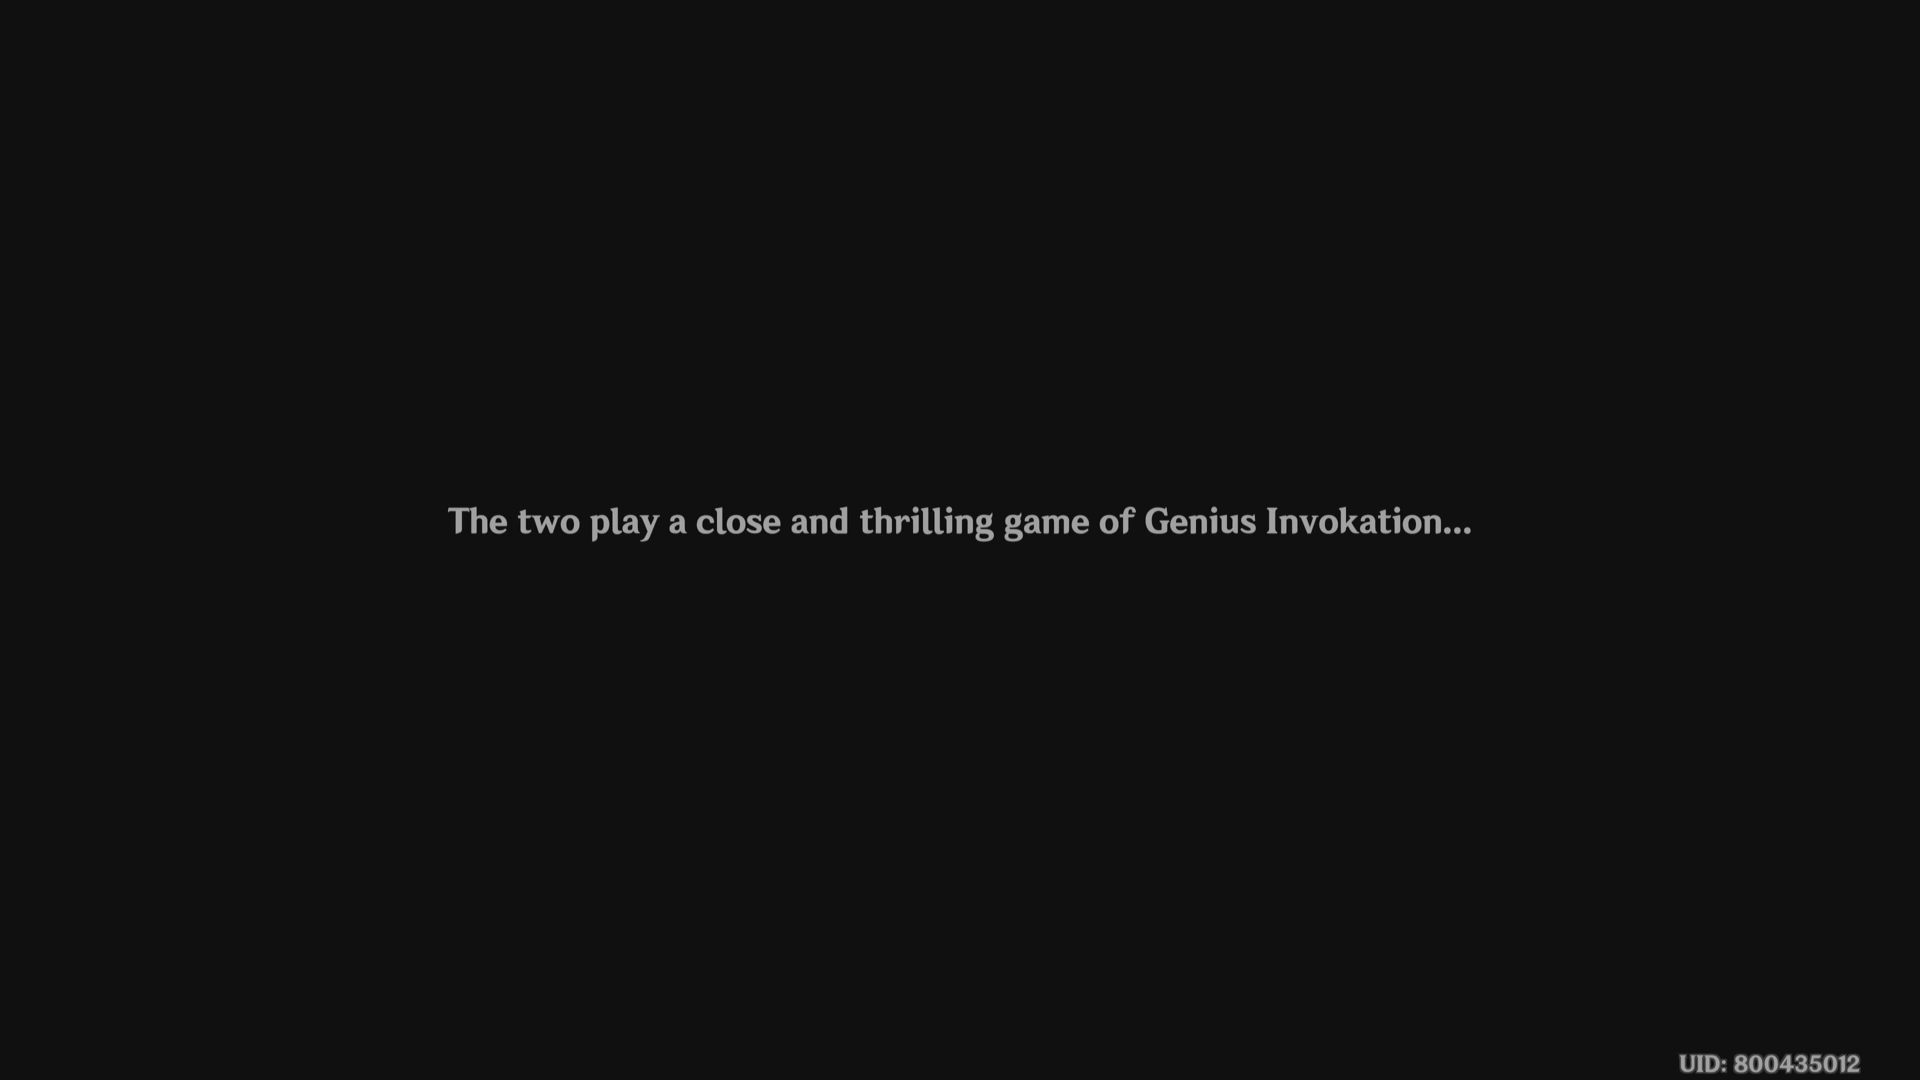 The two play a close and thrilling game of Genius Invokation...
UID: 800435012